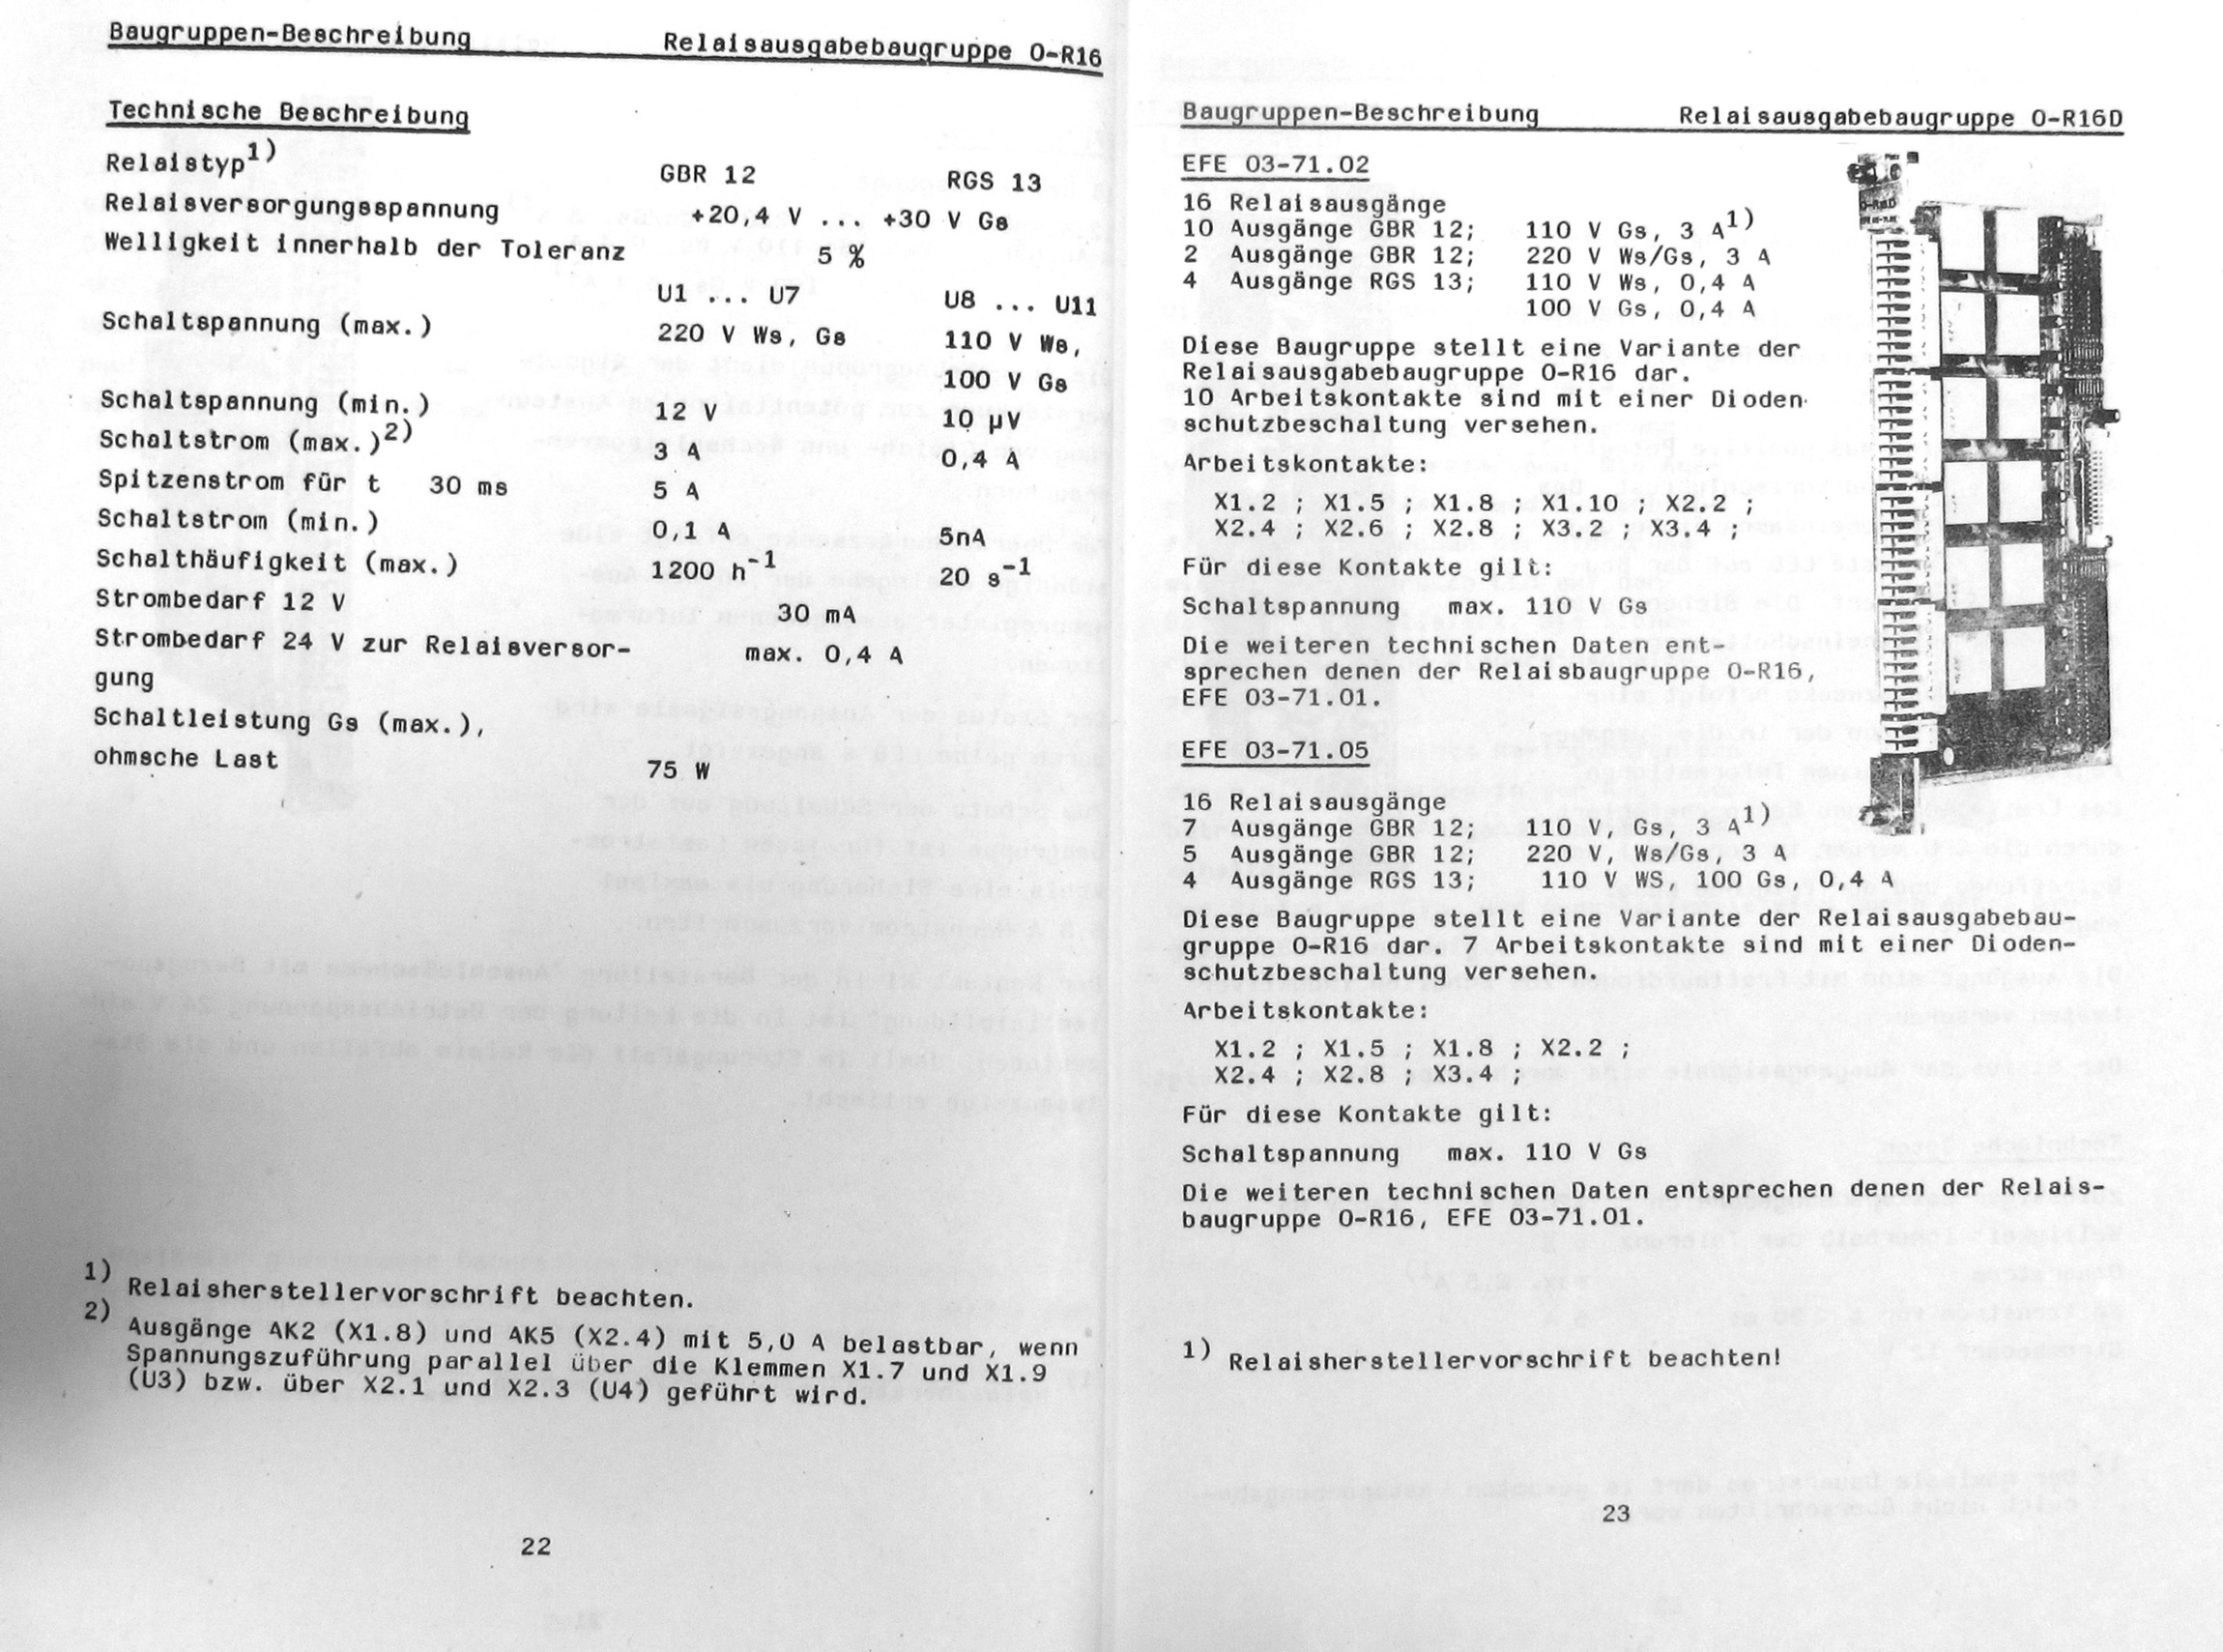 Baugruppen-Beschreibung Relaisausgabebaugruppe O-R16
Technische Beschreibung
Relaistyp1) GBR 12 RGS 13
Relaisversorgungsspannung +20,4 V ... +30 V Gs
Welligkeit innerhalb der Toleranz 5 %
U1 ... U7 U8 ... U11
Schaltspannung (max.) 220 V Ws, Gs 110 V Ws,
100 V Gs
Schaltspannung (min.) 12 V 10 µV
Schaltstrom (max.)2) 3 A 0,4 A
Spitzenstrom für t 30 ms 5 A
Schaltstrom (min.) 0,1 A 5nA
Schalthäufigkeit (max.) 1200 h-1 20 s-1
Strombedarf 12 V 30 mA
Strombedarf 24 V zur Relaisversor- max. 0,4 A
gung
Schaltleistung Gs (max.),
ohmsche Last 75 W
1) Relaisherstellervorschrift beachten.
2) Ausgänge AK2 (X1.8) und AK5 (X2.4) mit 5,0 A belastbar, wenn
Spannungszuführung parallel über die Klemmen X1.7 und X1.9
(U3) bzw. über X2.1 und X2.3 (U4) geführt wird.
22
Baugruppen-Beschreibung Relaisausgabebaugruppe O-R16D
EFE 03-71.02
16 Relaisausgänge
10 Ausgänge GBR 12; 110 V Gs, 3 A1)
2 Ausgänge GBR 12; 220 V Ws/Gs, 3 A
4 Ausgänge RGS 13; 110 V Ws, 0,4 A
100 V Gs, 0,4 A
Diese Baugruppe stellt eine Variante der
Relaisausgabebaugruppe O-R16 dar.
10 Arbeitskontakte sind mit einer Dioden-
schutzbeschaltung versehen.
Arbeitskontakte:
X1.2 ; X1.5 ; X1.8 ; X1.10 ; X2.2 ;
X2.4 ; X2.6 ; X2.8 ; X3.2 ; X3.4 ;
Für diese Kontakte gilt:
Schaltspannung max. 110 V Gs
Die weiteren technischen Daten ent-
sprechen denen der Relaisbaugruppe O-R16,
EFE 03-71.01.
EFE 03-71.05
16 Relaisausgänge
7 Ausgänge GBR 12; 110 V, Gs, 3 A1)
5 Ausgänge GBR 12; 220 V, Ws/Gs, 3 A
4 Ausgänge RGS 13; 110 V WS, 100 Gs, 0,4 A
Diese Baugruppe stellt eine Variante der Relaisausgabebau-
gruppe O-R16 dar. 7 Arbeitskontakte sind mit einer Dioden-
schutzbeschaltung versehen.
Arbeitskontakte:
X1.2 ; X1.5 ; X1.8 ; X2.2 ;
X2.4 ; X2.8 ; X3.4 ;
Für diese Kontakte gilt:
Schaltspannung max. 110 V Gs
Die weiteren technischen Daten entsprechen denen der Relais-
baugruppe O-R16, EFE 03-71.01.
1) Relaisherstellervorschrift beachten!
23